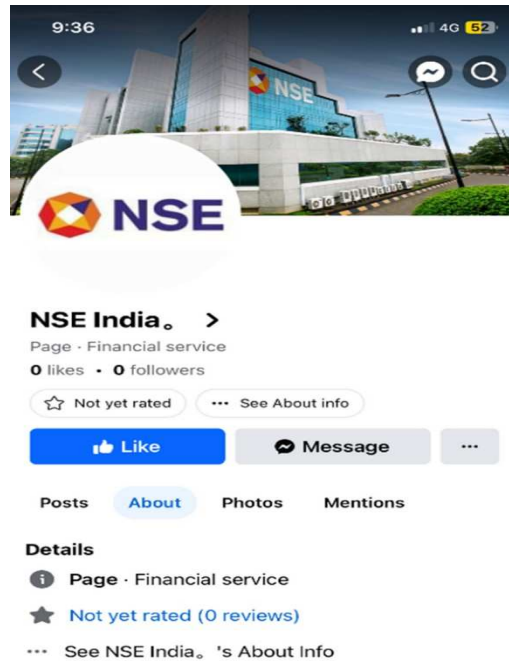 9:36 4G 52
NSE
NSE
NSE India。 >
Page · Financial service
0 likes • 0 followers
Not yet rated ··· See About info
Like Message ···
Posts About Photos Mentions
Details
Page · Financial service
Not yet rated (0 reviews)
··· See NSE India。 's About Info